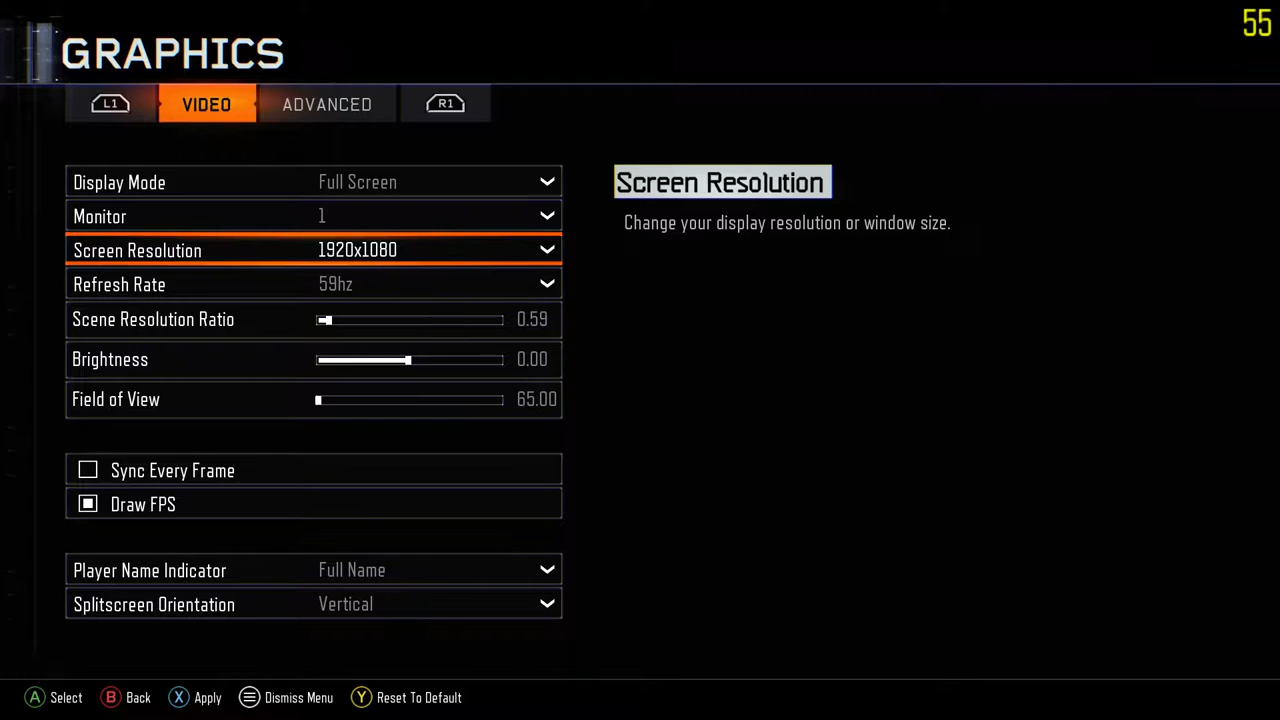 55
GRAPHICS
L1 VIDEO ADVANCED R1
Display Mode Full Screen
Monitor 1
Screen Resolution 1920x1080
Refresh Rate 59hz
Scene Resolution Ratio 0.59
Brightness 0.00
Field of View 65.00
Sync Every Frame
Draw FPS
Player Name Indicator Full Name
Splitscreen Orientation Vertical
Screen Resolution
Change your display resolution or window size.
A Select B Back X Apply Dismiss Menu Y Reset To Default